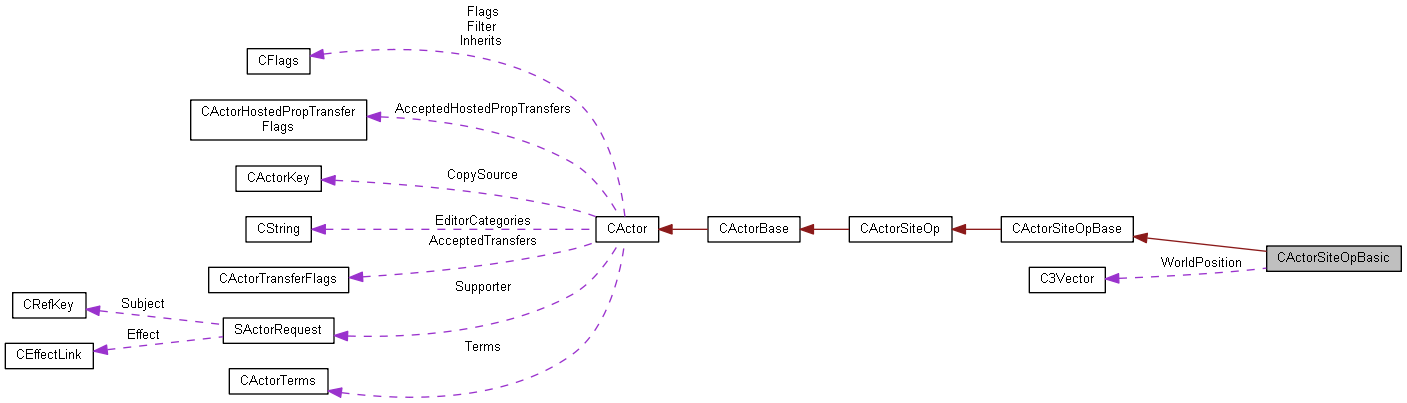 Flags
Filter
Inherits
CFlags
CActorHostedPropTransfer
Flags
AcceptedHostedPropTransfers
CActorKey
CopySource
CString
EditorCategories
AcceptedTransfers
CActor
CActorBase
CActorSiteOp
CActorSiteOpBase
CActorSiteOpBasic
WorldPosition
C3Vector
CActorTransferFlags
Supporter
CRefKey
Subject
SActorRequest
Effect
CEffectLink
Terms
CActorTerms